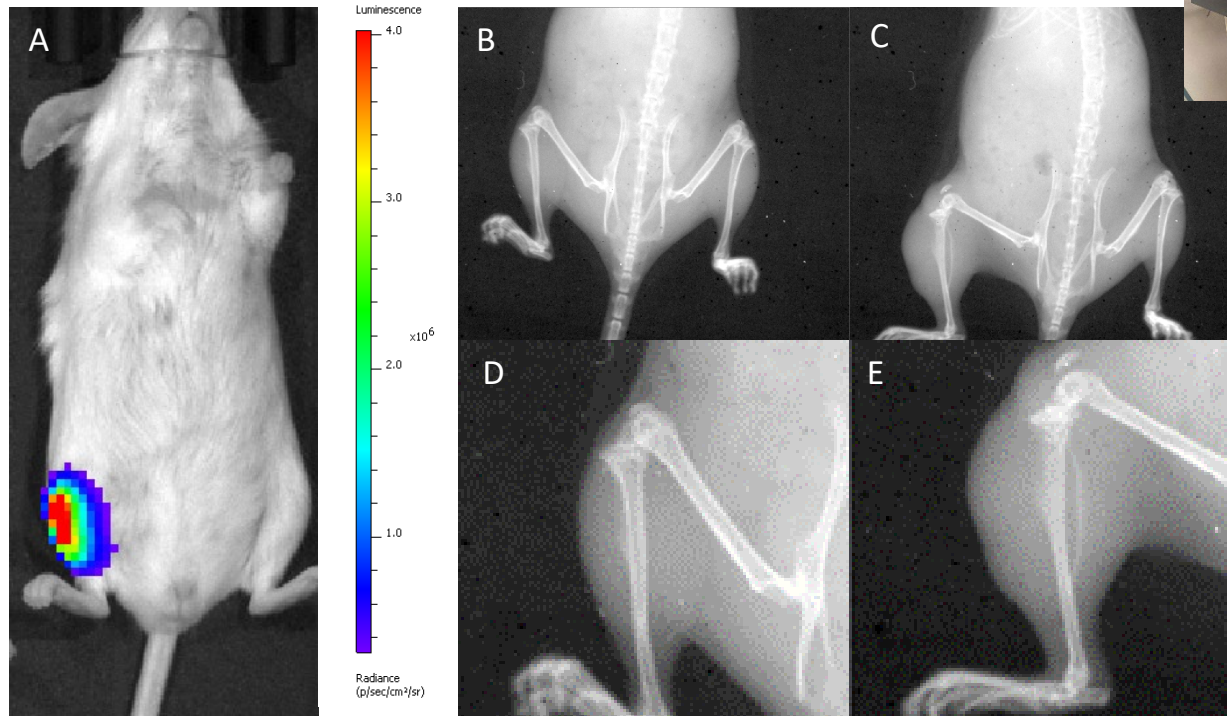 A
Luminescence
4.0
3.0
x10⁶
2.0
1.0
Radiance
(p/sec/cm²/sr)
B
C
D
E